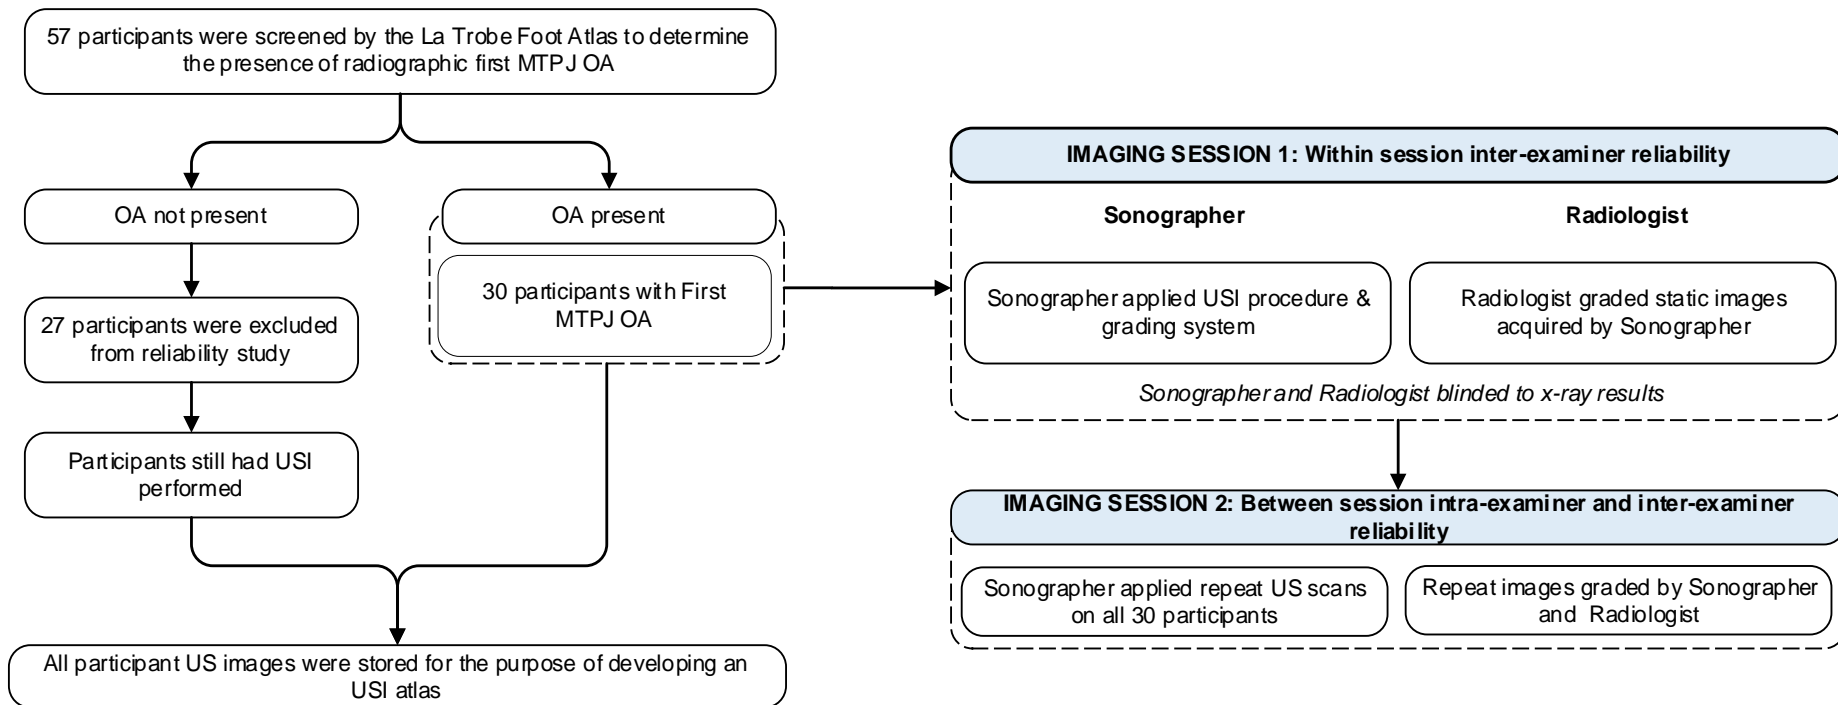 57 participants were screened by the La Trobe Foot Atlas to determine
the presence of radiographic first MTPJ OA
OA not present
OA present
27 participants were excluded
from reliability study
30 participants with First
MTPJ OA
Participants still had USI
performed
All participant US images were stored for the purpose of developing an
USI atlas
IMAGING SESSION 1: Within session inter-examiner reliability
Sonographer
Radiologist
Sonographer applied USI procedure &
grading system
Radiologist graded static images
acquired by Sonographer
Sonographer and Radiologist blinded to x-ray results
IMAGING SESSION 2: Between session intra-examiner and inter-examiner
reliability
Sonographer applied repeat US scans
on all 30 participants
Repeat images graded by Sonographer
and Radiologist